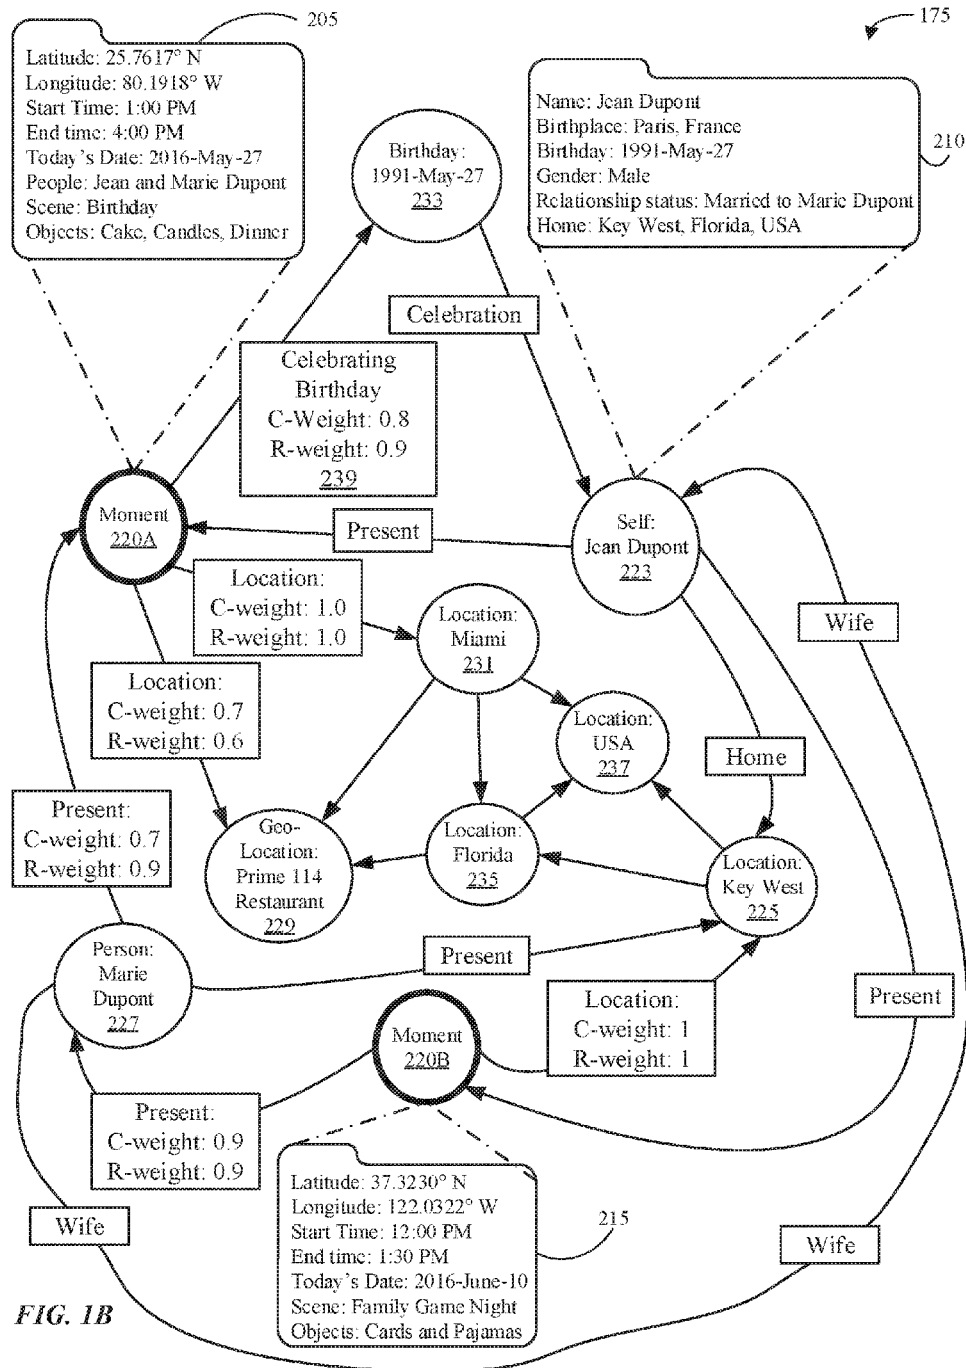 205
175
Latitude: 25.7617° N
Longitude: 80.1918° W
Start Time: 1:00 PM
End time: 4:00 PM
Today's Date: 2016-May-27
People: Jean and Marie Dupont
Scene: Birthday
Objects: Cake, Candles, Dinner
Name: Jean Dupont
Birthplace: Paris, France
Birthday: 1991-May-27
Gender: Male
Relationship status: Married to Marie Dupont
Home: Key West, Florida, USA
210
Birthday:
1991-May-27
233
Celebration
Celebrating
Birthday
C-Weight: 0.8
R-weight: 0.9
239
Moment
220A
Present
Self:
Jean Dupont
223
Location:
C-weight: 1.0
R-weight: 1.0
Location:
Miami
231
Wife
Location:
C-weight: 0.7
R-weight: 0.6
Location:
USA
237
Home
Present:
C-weight: 0.7
R-weight: 0.9
Geo-
Location:
Prime 114
Restaurant
229
Location:
Florida
235
Location:
Key West
225
Person:
Marie
Dupont
227
Present
Present
Location:
C-weight: 1
R-weight: 1
Moment
220B
Present:
C-weight: 0.9
R-weight: 0.9
Latitude: 37.3230° N
Longitude: 122.0322° W
Start Time: 12:00 PM
End time: 1:30 PM
Today's Date: 2016-June-10
Scene: Family Game Night
Objects: Cards and Pajamas
215
Wife
Wife
FIG. 1B